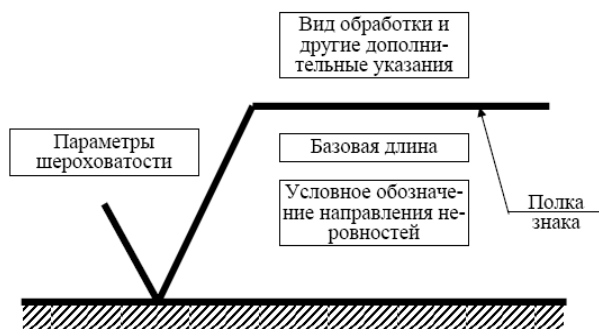 Вид обработки и
другие дополни-
тельные указания
Параметры
шероховатости
Базовая длина
Условное обозначе-
ние направления не-
ровностей
Полка
знака